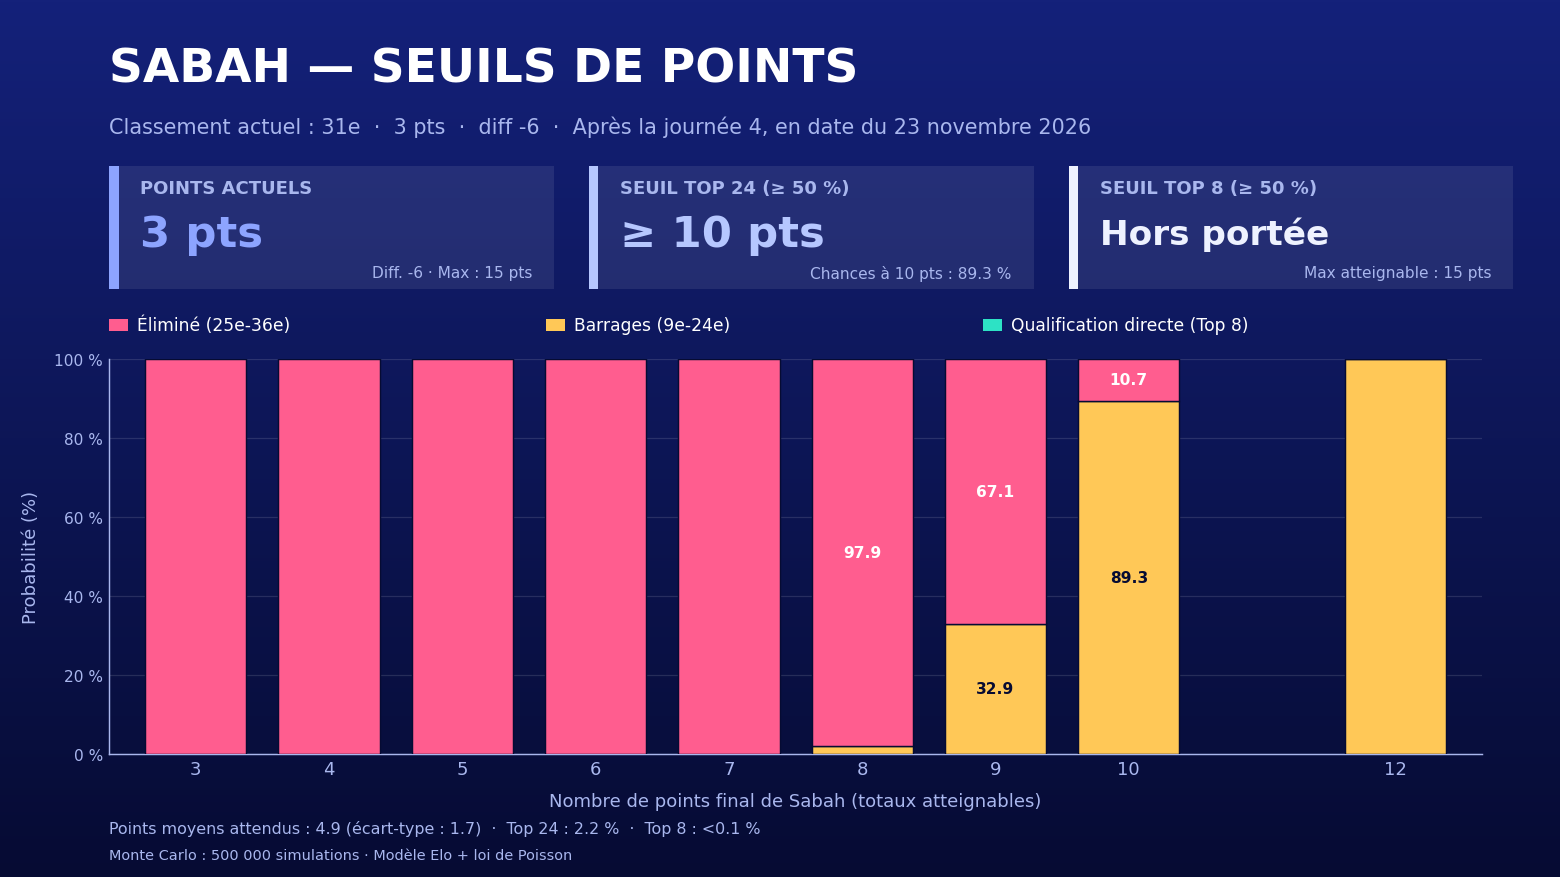 SABAH — SEUILS DE POINTS
Classement actuel : 31e · 3 pts · diff -6 · Après la journée 4, en date du 23 novembre 2026
POINTS ACTUELS
3 pts
Diff. -6 · Max : 15 pts
SEUIL TOP 24 (≥ 50 %)
≥ 10 pts
Chances à 10 pts : 89.3 %
SEUIL TOP 8 (≥ 50 %)
Hors portée
Max atteignable : 15 pts
Éliminé (25e-36e)
Barrages (9e-24e)
Qualification directe (Top 8)
Probabilité (%)
100 %
80 %
60 %
40 %
20 %
0 %
97.9
67.1
32.9
10.7
89.3
3 4 5 6 7 8 9 10 12
Nombre de points final de Sabah (totaux atteignables)
Points moyens attendus : 4.9 (écart-type : 1.7) · Top 24 : 2.2 % · Top 8 : <0.1 %
Monte Carlo : 500 000 simulations · Modèle Elo + loi de Poisson